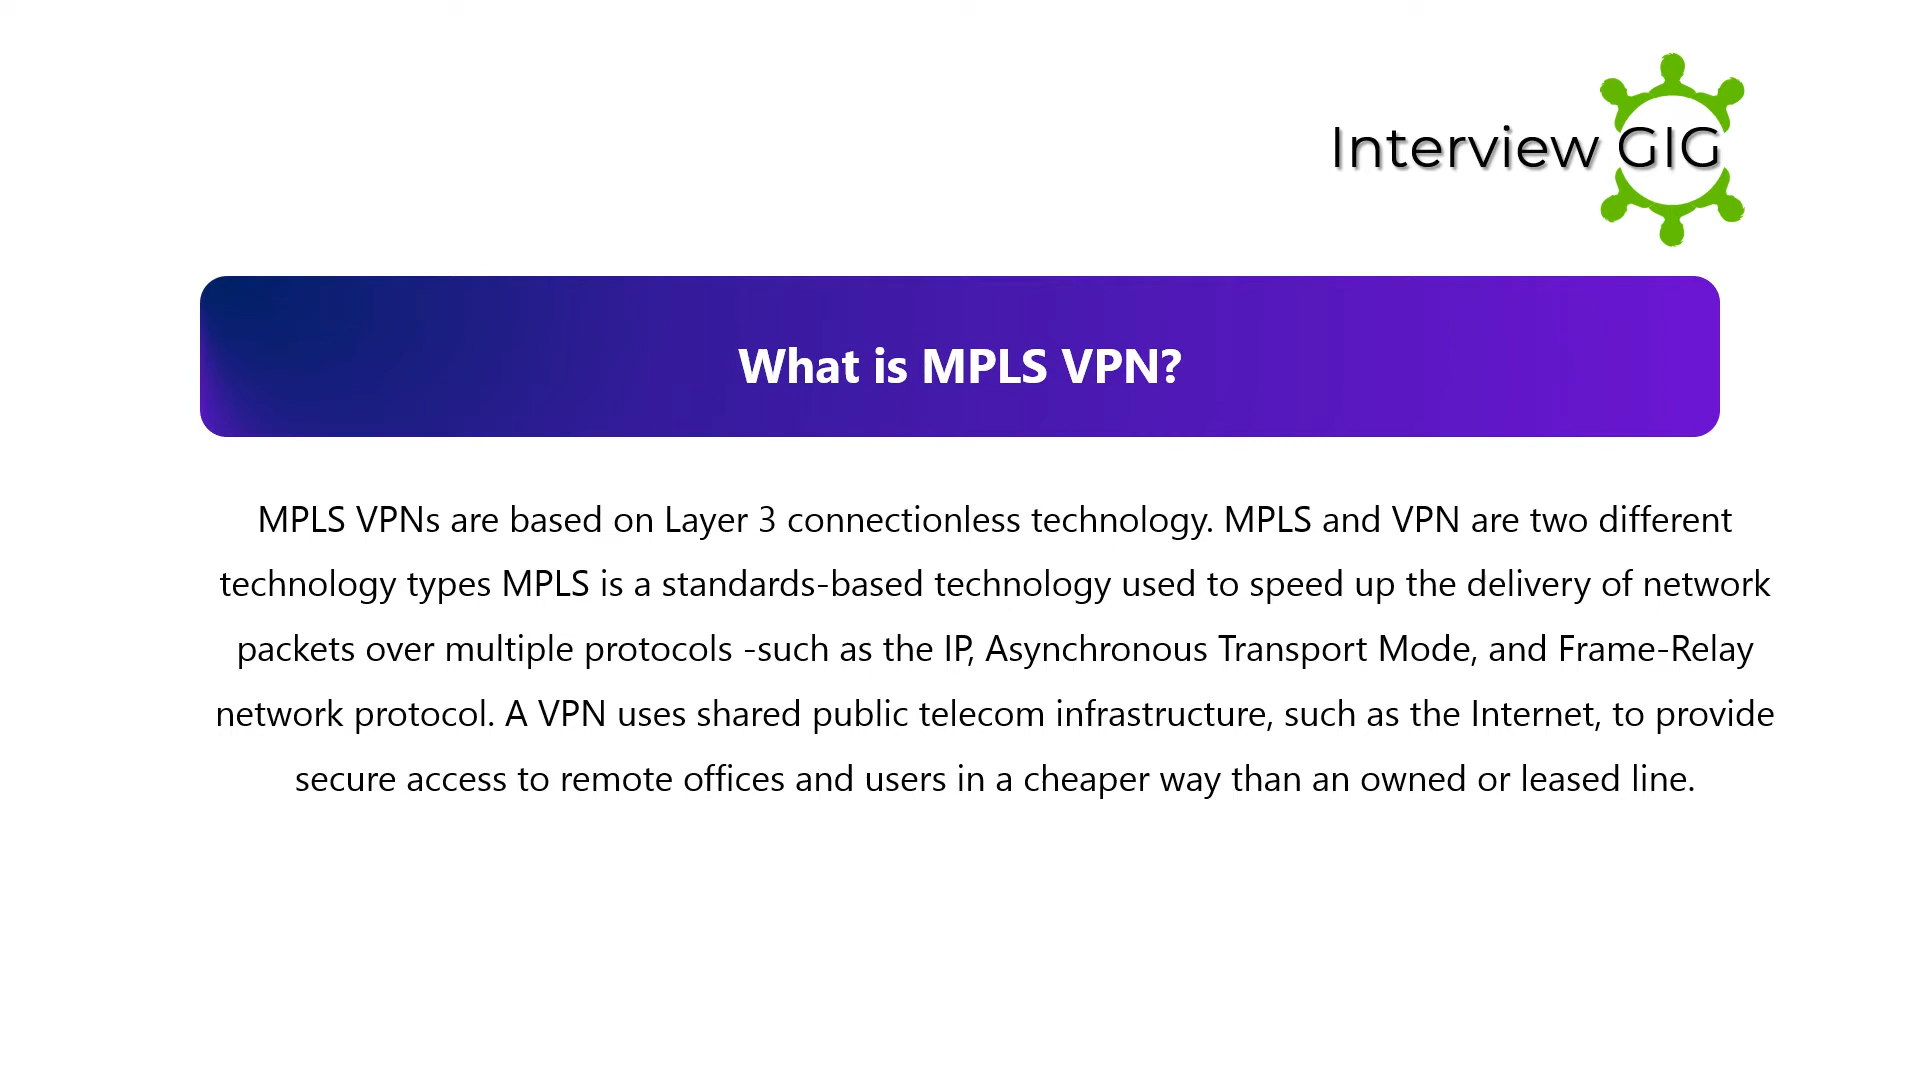 Interview GIG
What is MPLS VPN?
MPLS VPNs are based on Layer 3 connectionless technology. MPLS and VPN are two different
technology types MPLS is a standards-based technology used to speed up the delivery of network
packets over multiple protocols -such as the IP, Asynchronous Transport Mode, and Frame-Relay
network protocol. A VPN uses shared public telecom infrastructure, such as the Internet, to provide
secure access to remote offices and users in a cheaper way than an owned or leased line.